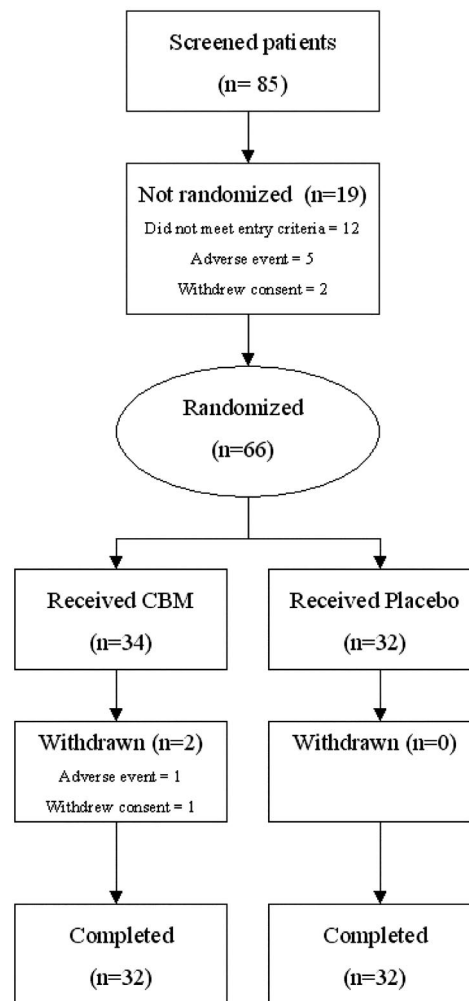 Screened patients
(n= 85)
Not randomized (n=19)
Did not meet entry criteria = 12
Adverse event = 5
Withdrew consent = 2
Randomized
(n=66)
Received CBM
(n=34)
Received Placebo
(n=32)
Withdrawn (n=2)
Adverse event = 1
Withdrew consent = 1
Withdrawn (n=0)
Completed
(n=32)
Completed
(n=32)